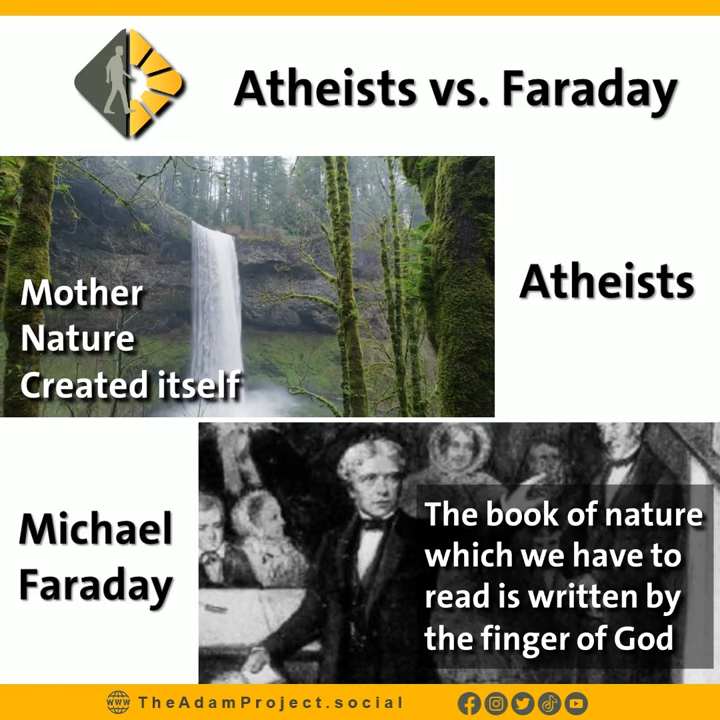 Atheists vs. Faraday
Mother
Nature
Created itself
Atheists
Michael
Faraday
The book of nature
which we have to
read is written by
the finger of God
www TheAdamProject.social